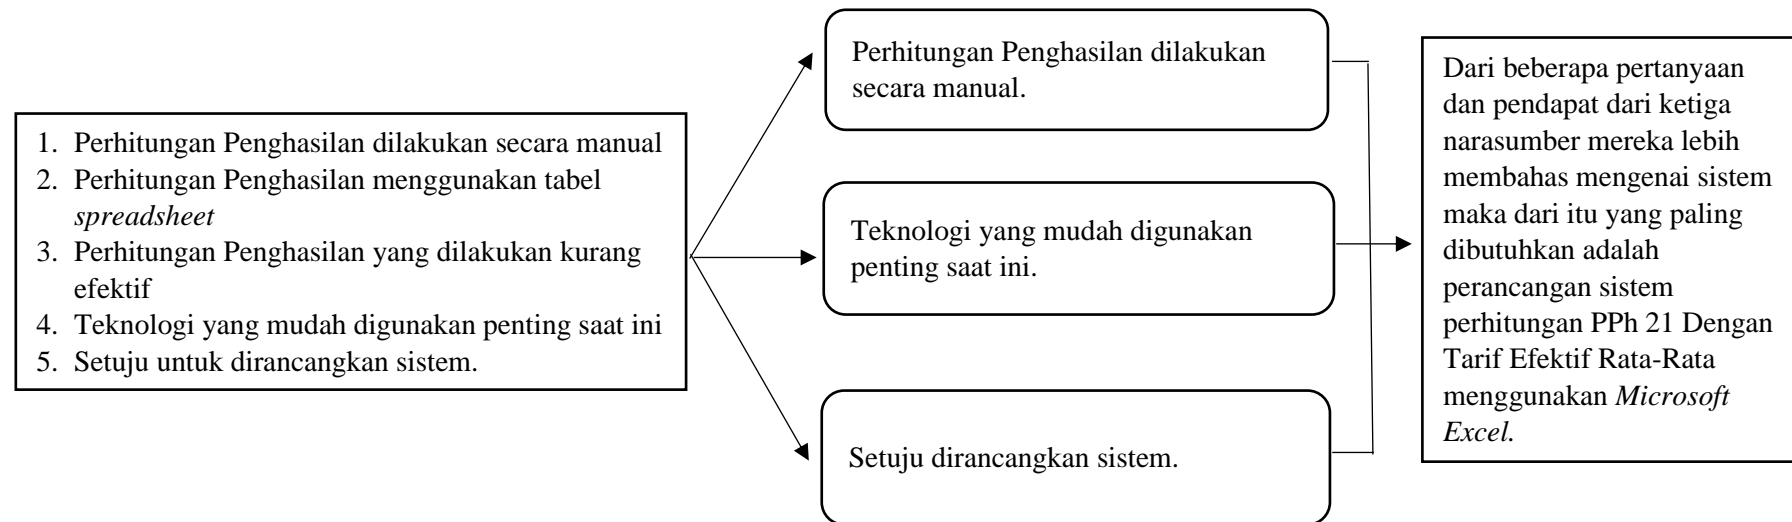 1. Perhitungan Penghasilan dilakukan secara manual
2. Perhitungan Penghasilan menggunakan tabel
spreadsheet
3. Perhitungan Penghasilan yang dilakukan kurang
efektif
4. Teknologi yang mudah digunakan penting saat ini
5. Setuju untuk dirancangkan sistem.
Perhitungan Penghasilan dilakukan
secara manual.
Teknologi yang mudah digunakan
penting saat ini.
Setuju dirancangkan sistem.
Dari beberapa pertanyaan
dan pendapat dari ketiga
narasumber mereka lebih
membahas mengenai sistem
maka dari itu yang paling
dibutuhkan adalah
perancangan sistem
perhitungan PPh 21 Dengan
Tarif Efektif Rata-Rata
menggunakan Microsoft
Excel.